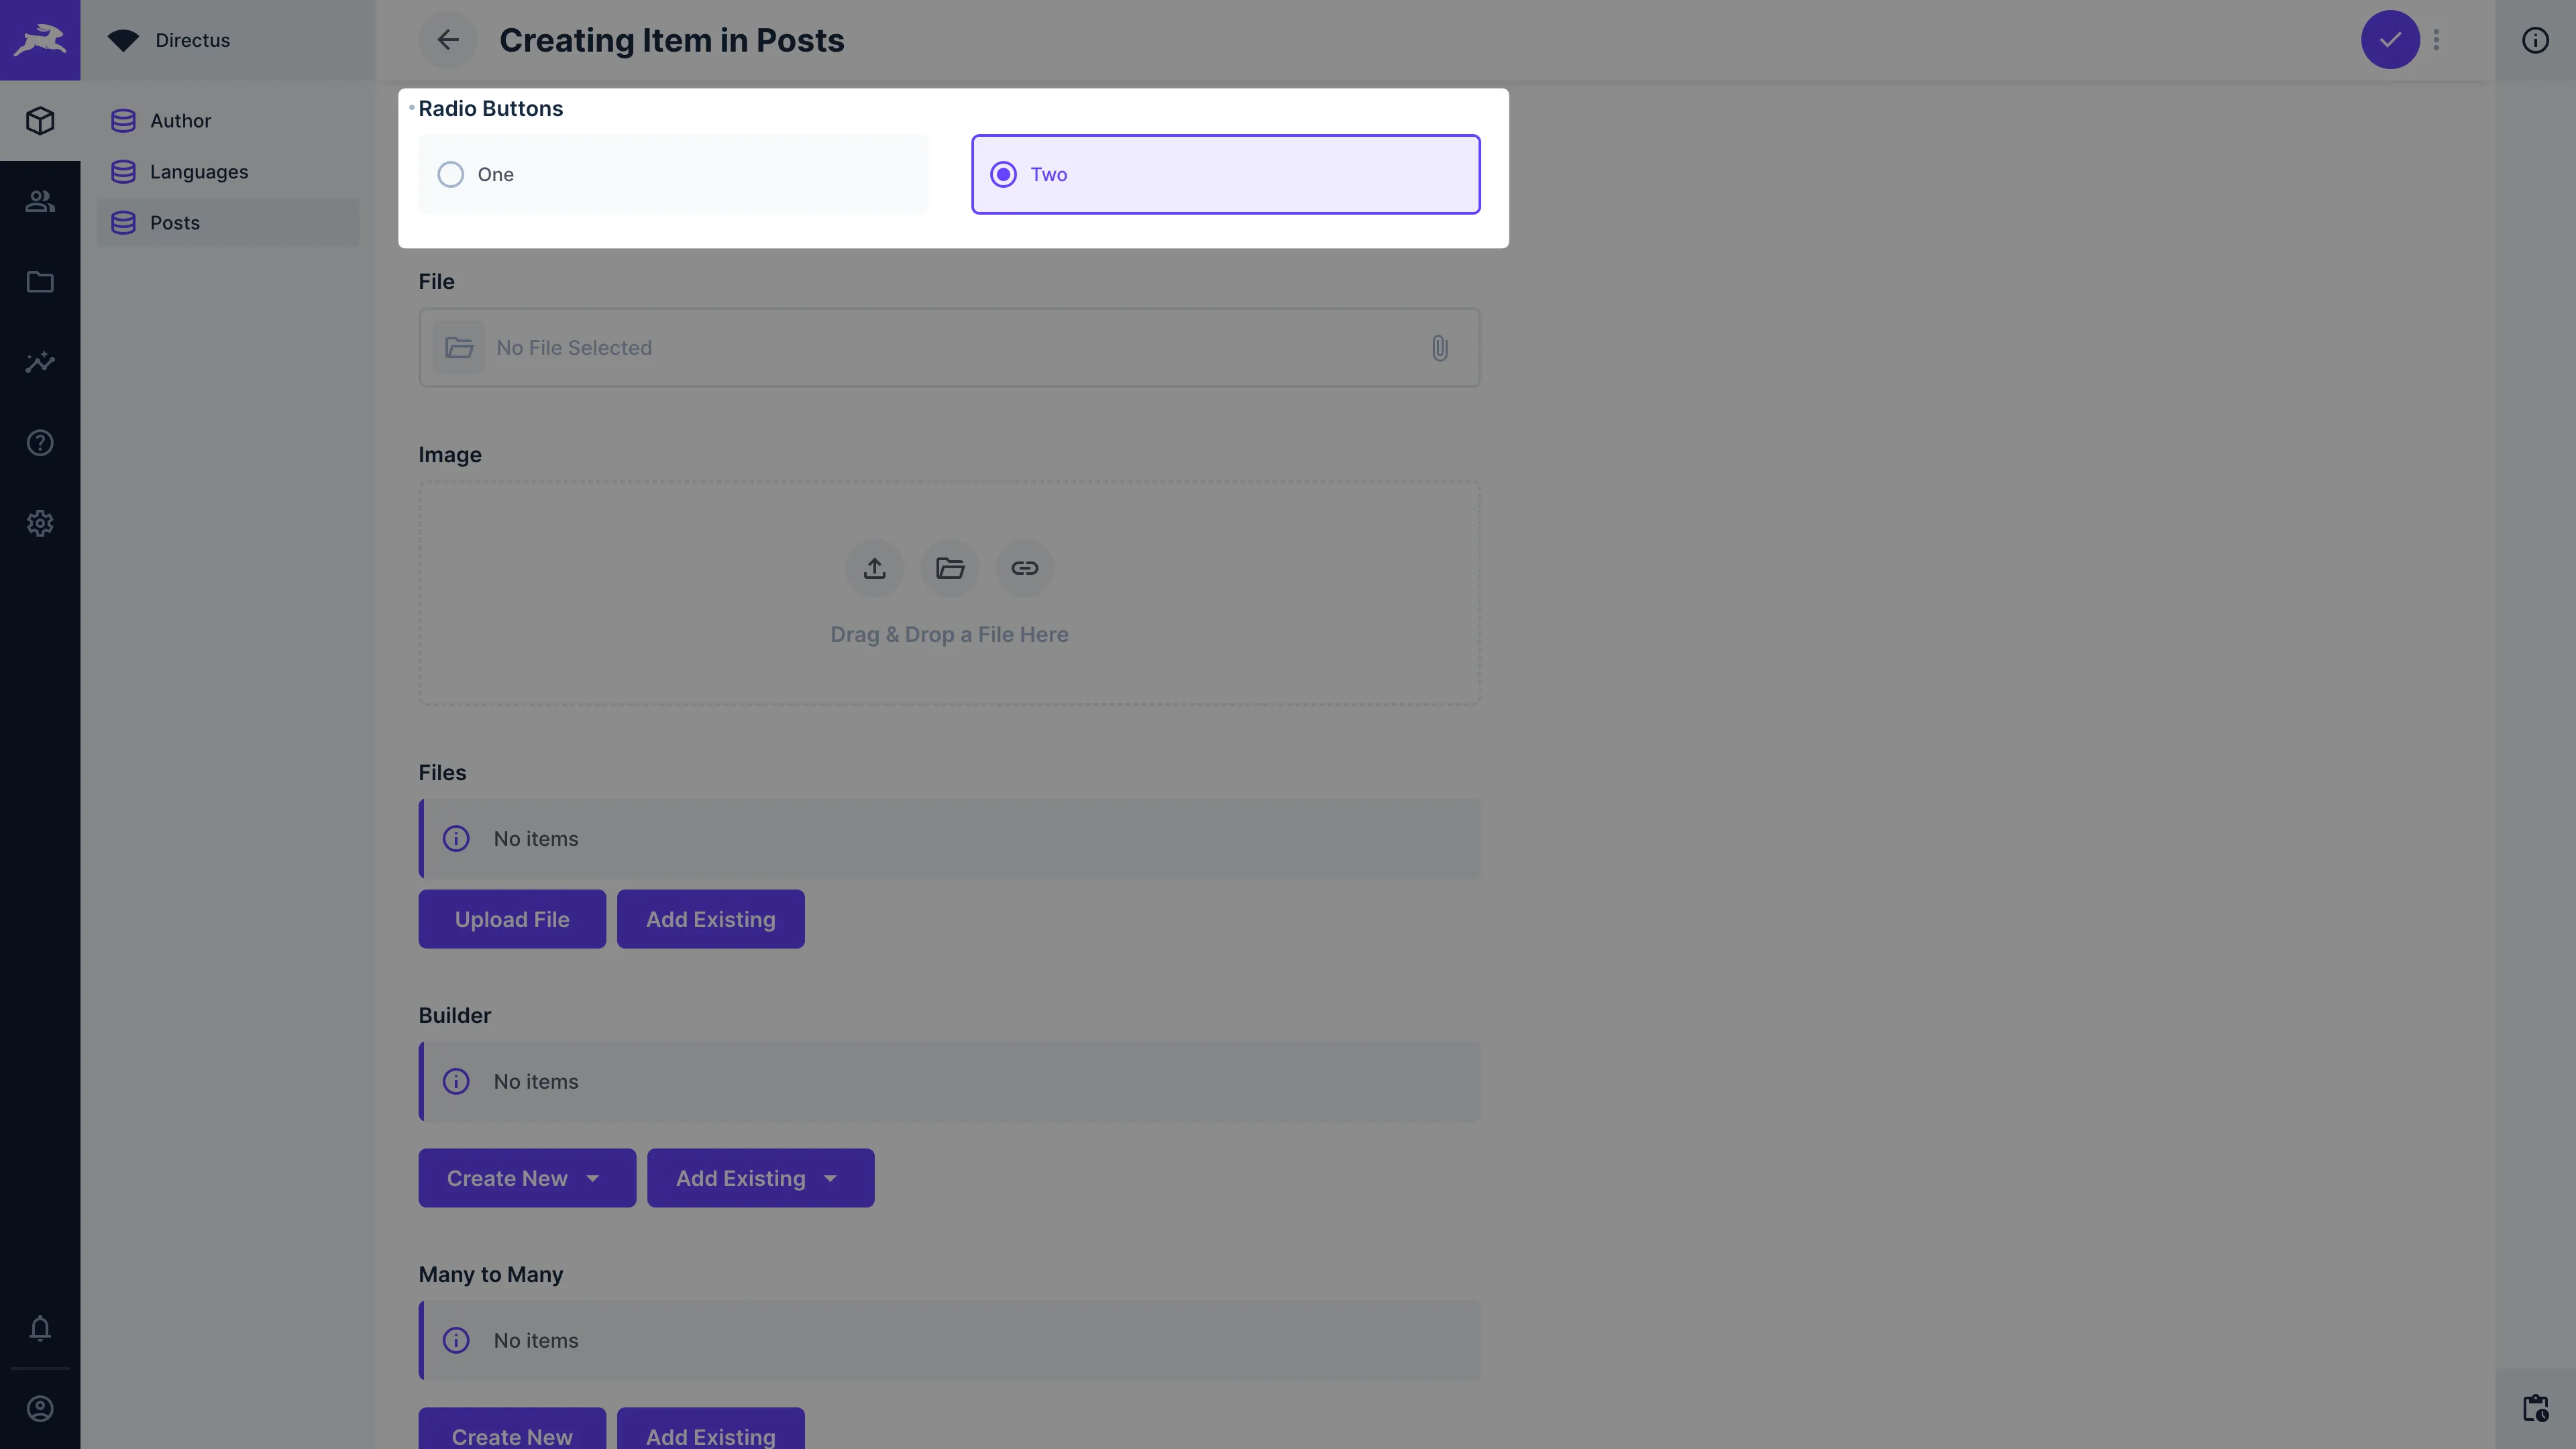 Directus
Creating Item in Posts
Author
Languages
Posts
Radio Buttons
One
Two
File
No File Selected
Image
Drag & Drop a File Here
Files
No items
Upload File
Add Existing
Builder
No items
Create New
Add Existing
Many to Many
No items
Create New
Add Existing